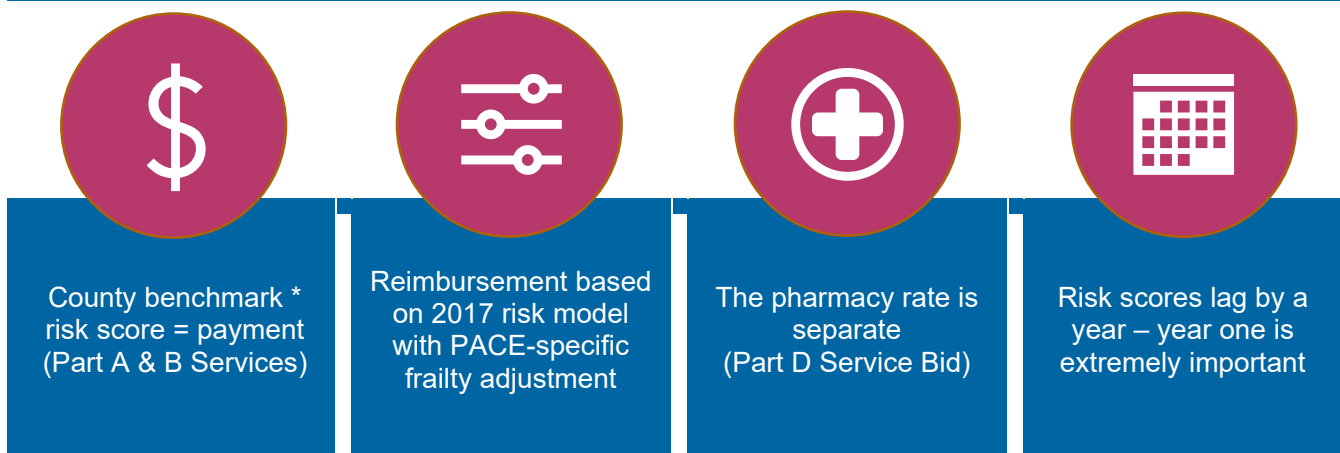 County benchmark *
risk score = payment
(Part A & B Services)
Reimbursement based
on 2017 risk model
with PACE-specific
frailty adjustment
The pharmacy rate is
separate
(Part D Service Bid)
Risk scores lag by a
year – year one is
extremely important